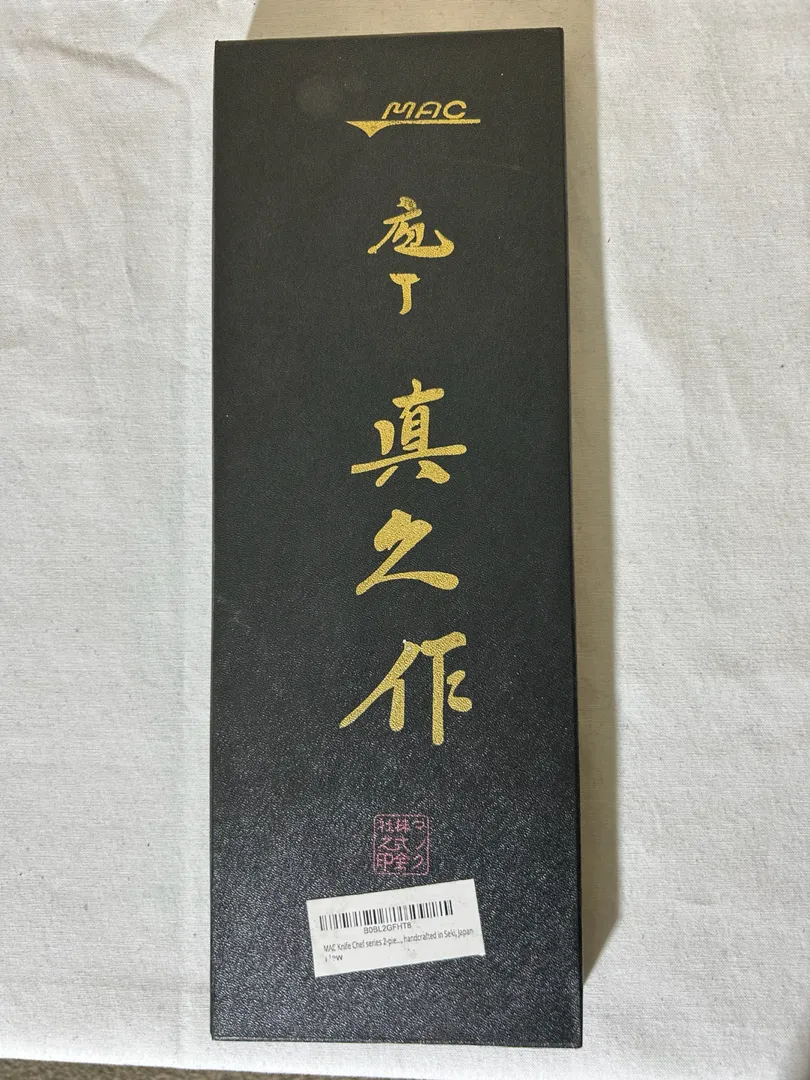 MAC
庖丁
真久作
マック
株式会
社之印
B0BL2GFHT8
MAC Knife Chef series 2-pie..., handcrafted in Seki, Japan